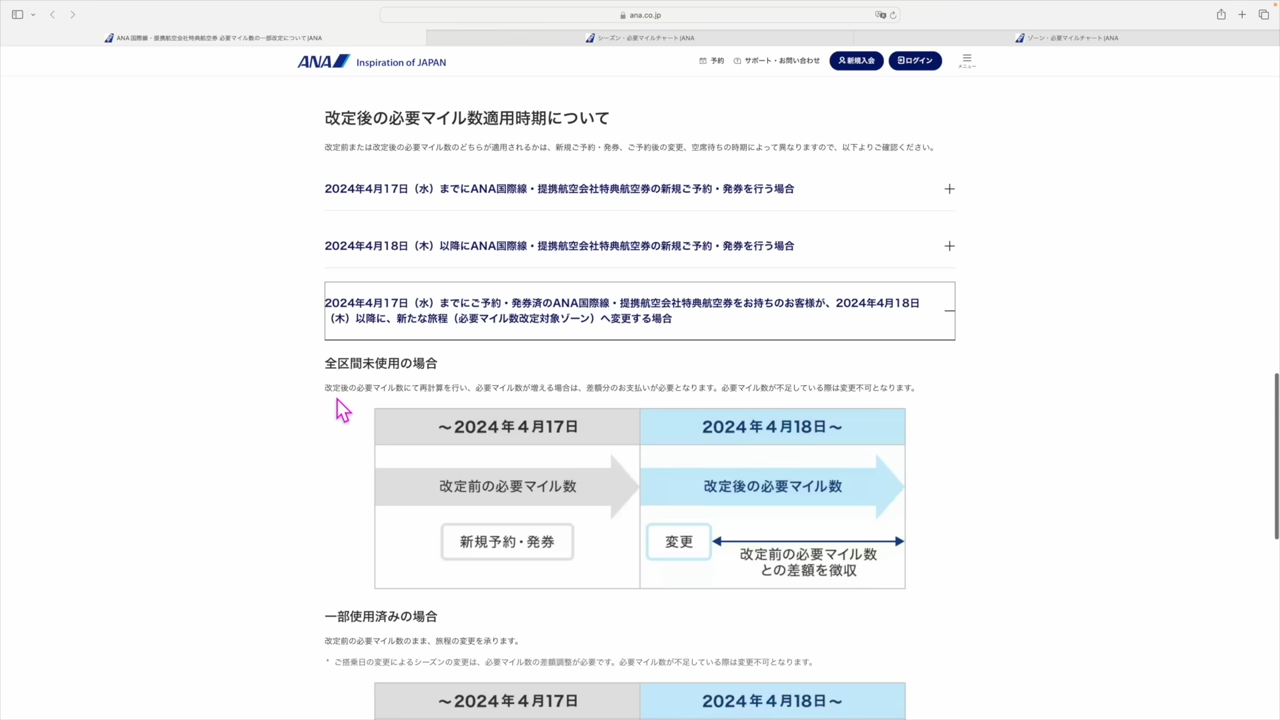 ana.co.jp
ANA国際線・提携航空会社特典航空券 必要マイル数の一部改定について|ANA
シーズン・必要マイルチャート|ANA
ゾーン・必要マイルチャート|ANA
ANA Inspiration of JAPAN
予約
サポート・お問い合わせ
新規入会
ログイン
メニュー
改定後の必要マイル数適用時期について
改定前または改定後の必要マイル数のどちらが適用されるかは、新規ご予約・発券、ご予約後の変更、空席待ちの時期によって異なりますので、以下よりご確認ください。
2024年4月17日（水）までにANA国際線・提携航空会社特典航空券の新規ご予約・発券を行う場合
2024年4月18日（木）以降にANA国際線・提携航空会社特典航空券の新規ご予約・発券を行う場合
2024年4月17日（水）までにご予約・発券済のANA国際線・提携航空会社特典航空券をお持ちのお客様が、2024年4月18日
（木）以降に、新たな旅程（必要マイル数改定対象ゾーン）へ変更する場合
全区間未使用の場合
改定後の必要マイル数にて再計算を行い、必要マイル数が増える場合は、差額分のお支払いが必要となります。必要マイル数が不足している際は変更不可となります。
～2024年4月17日
2024年4月18日～
改定前の必要マイル数
改定後の必要マイル数
新規予約・発券
変更
改定前の必要マイル数
との差額を徴収
一部使用済みの場合
改定前の必要マイル数のまま、旅程の変更を承ります。
* ご搭乗日の変更によるシーズンの変更は、必要マイル数の差額調整が必要です。必要マイル数が不足している際は変更不可となります。
～2024年4月17日
2024年4月18日～